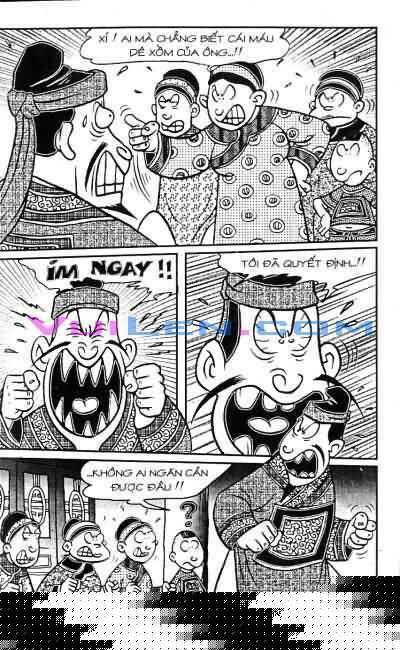 XÍ ! AI MÀ CHẲNG BIẾT CÁI MÁU
DÊ XỒM CỦA ÔNG...!!
ÍM NGAY !!
TÔI ĐÃ QUYẾT ĐỊNH...!!
VUILEN.COM
...KHÔNG AI NGĂN CẢN
ĐƯỢC ĐÂU !!
?